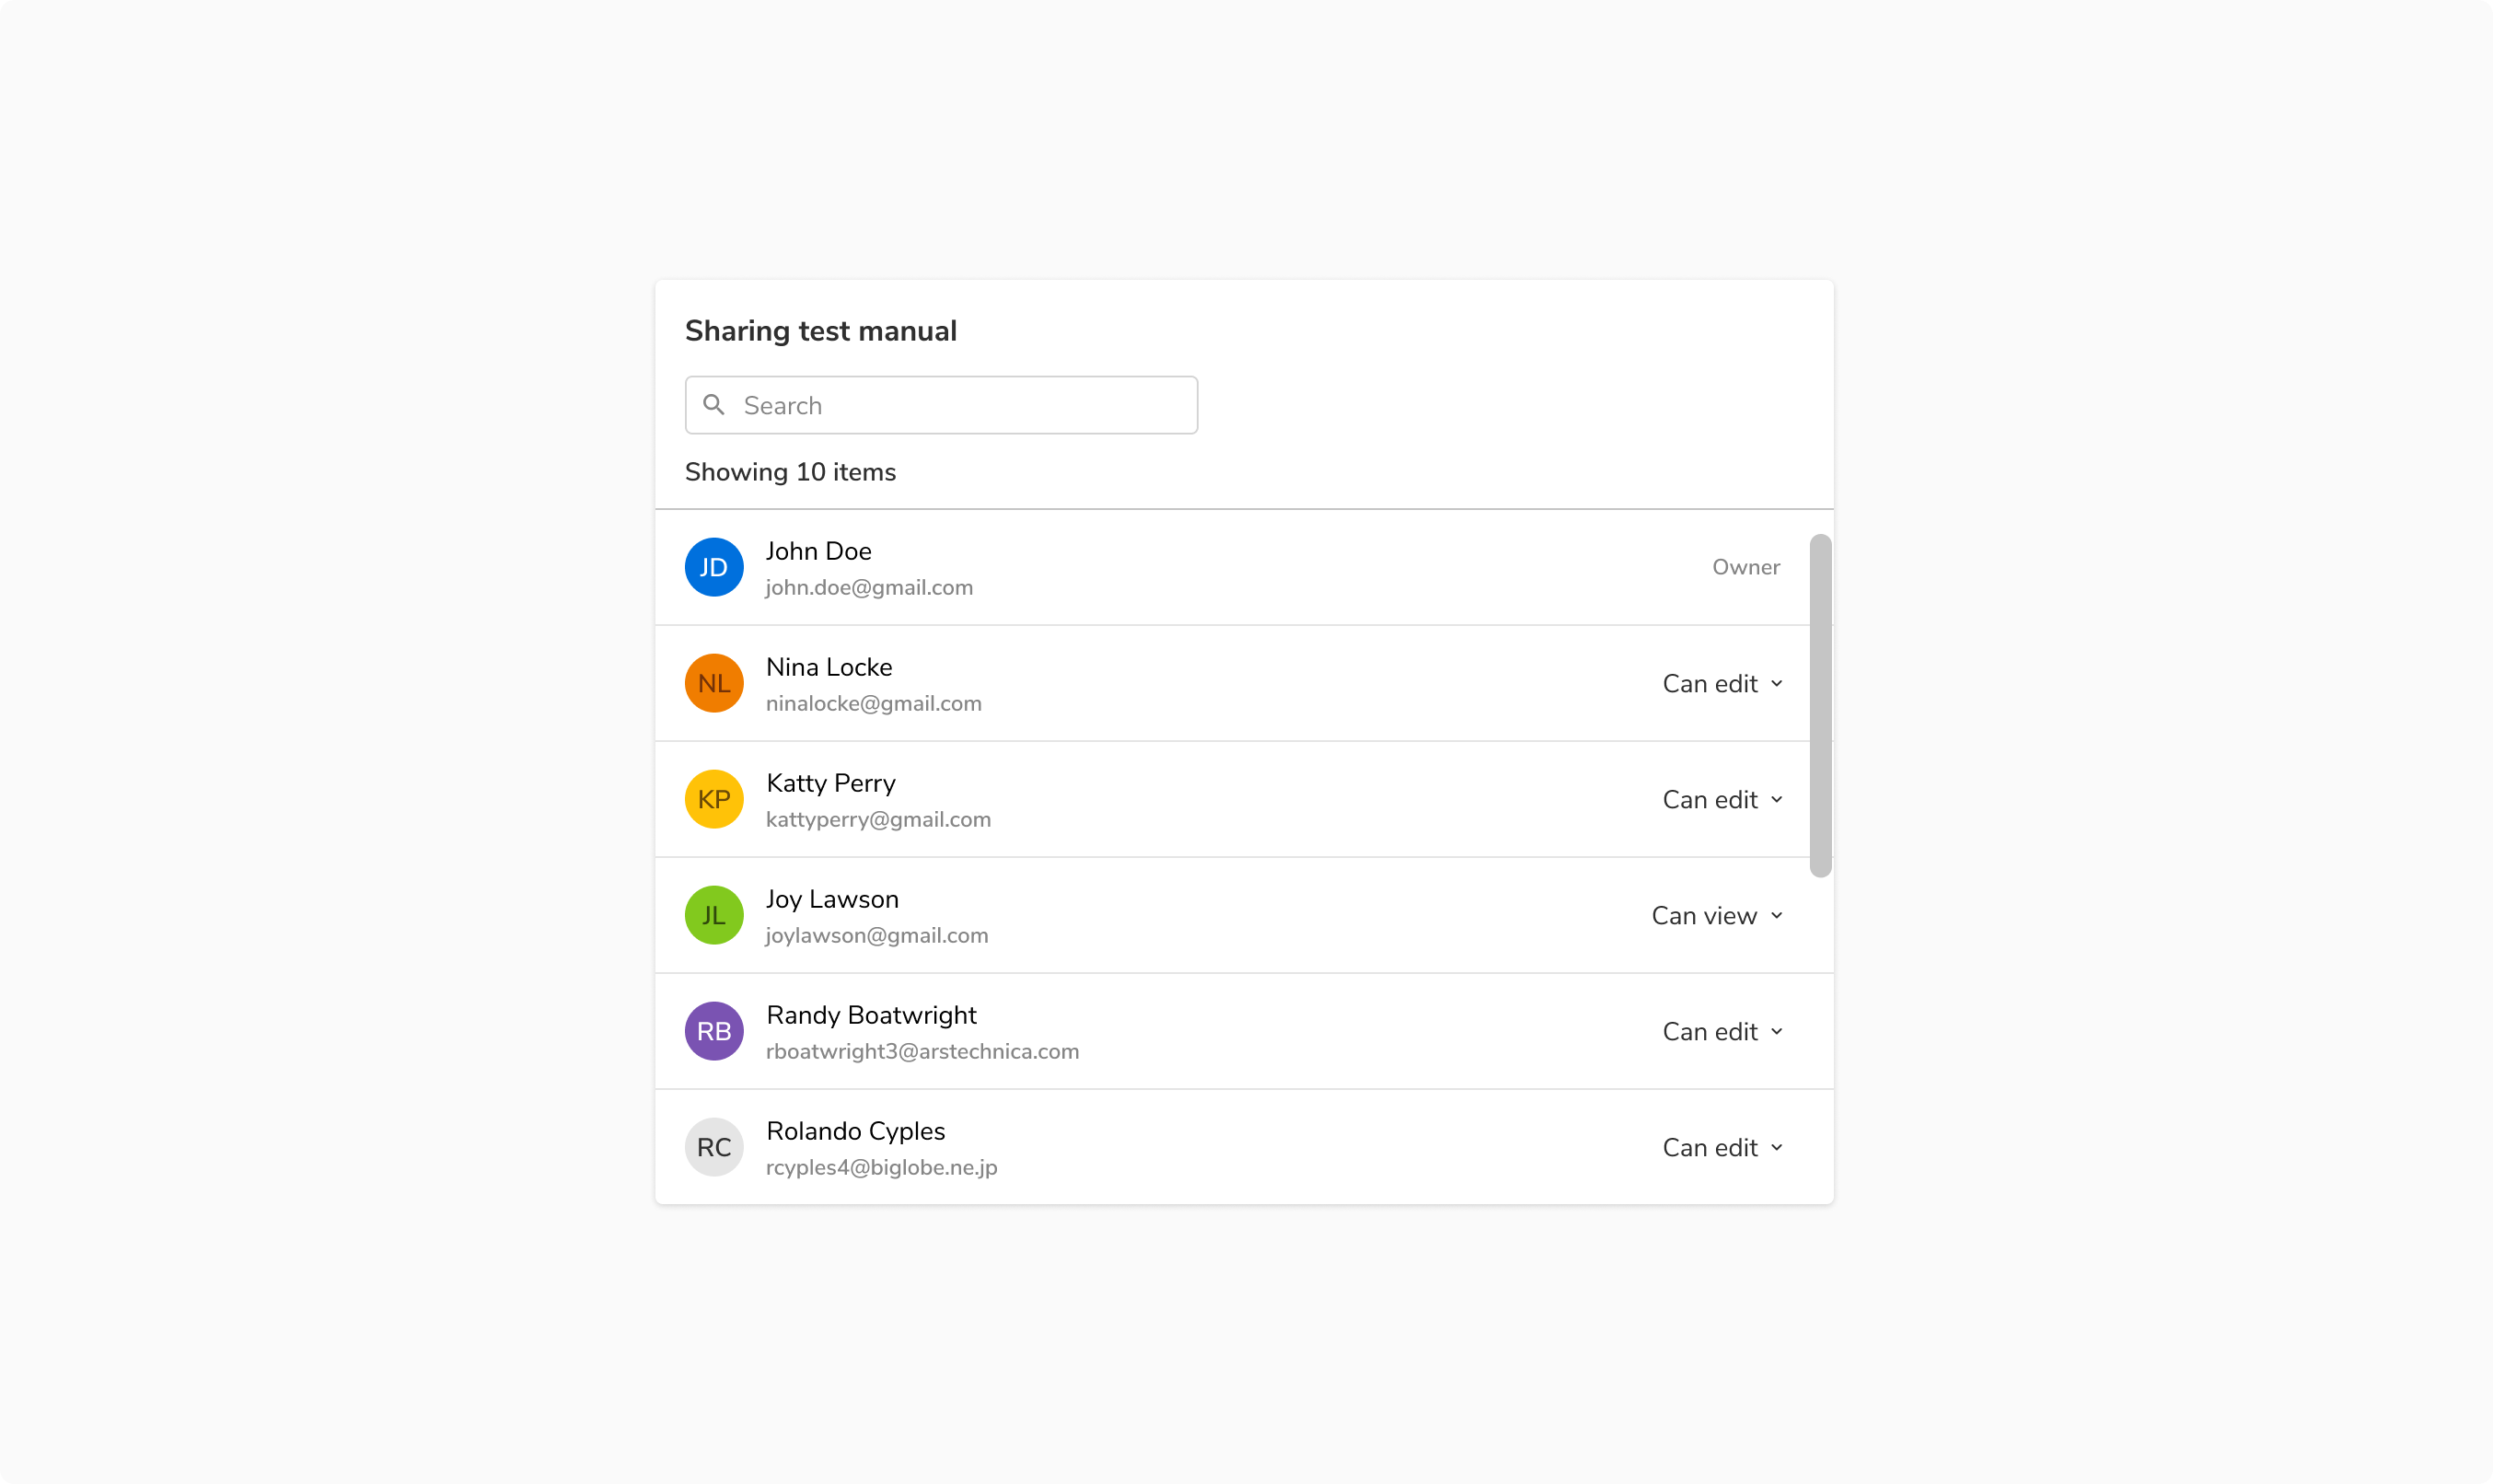 Sharing test manual
Search
Showing 10 items
JD
John Doe
john.doe@gmail.com
Owner
NL
Nina Locke
ninalocke@gmail.com
Can edit
KP
Katty Perry
kattyperry@gmail.com
Can edit
JL
Joy Lawson
joylawson@gmail.com
Can view
RB
Randy Boatwright
rboatwright3@arstechnica.com
Can edit
RC
Rolando Cyples
rcyples4@biglobe.ne.jp
Can edit